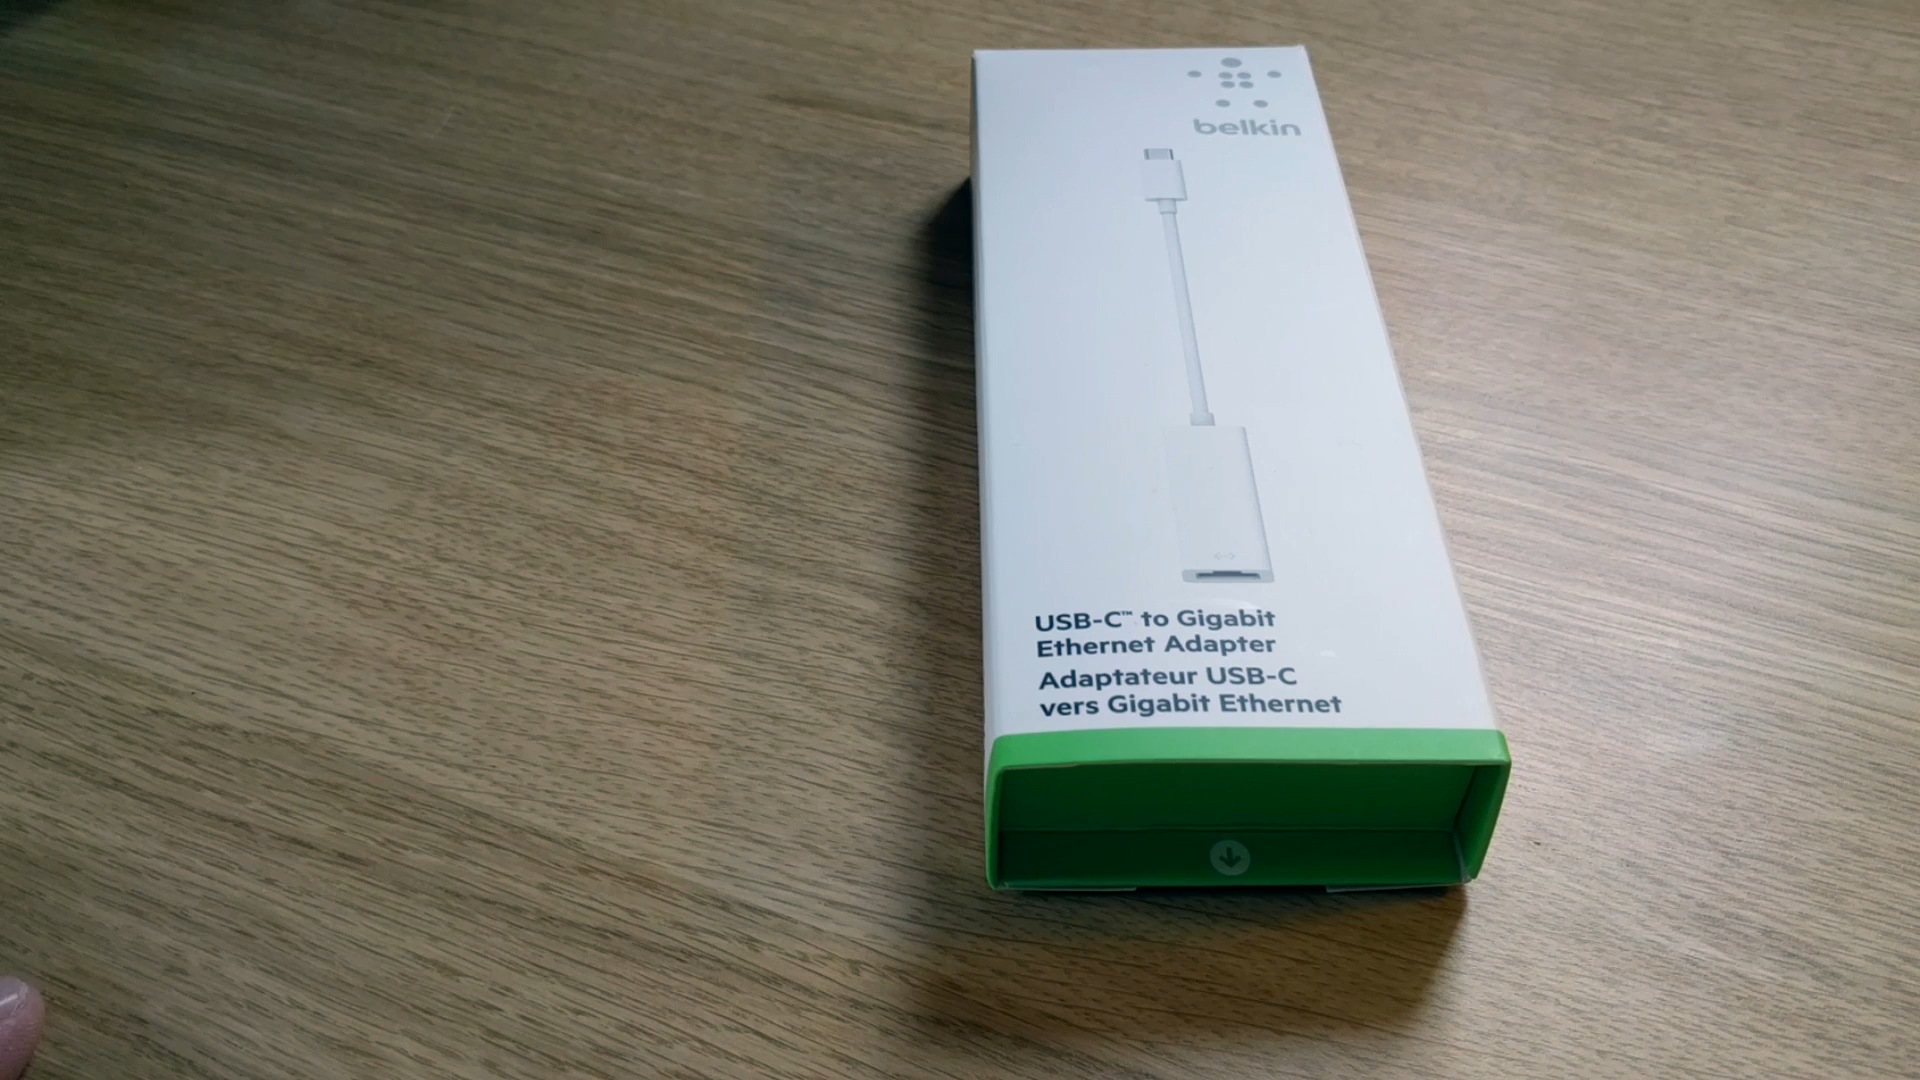 belkin
USB-C™ to Gigabit
Ethernet Adapter
Adaptateur USB-C
vers Gigabit Ethernet